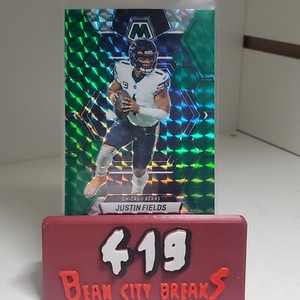 M
CHICAGO BEARS
JUSTIN FIELDS
419
BEAN CITY BREAKS